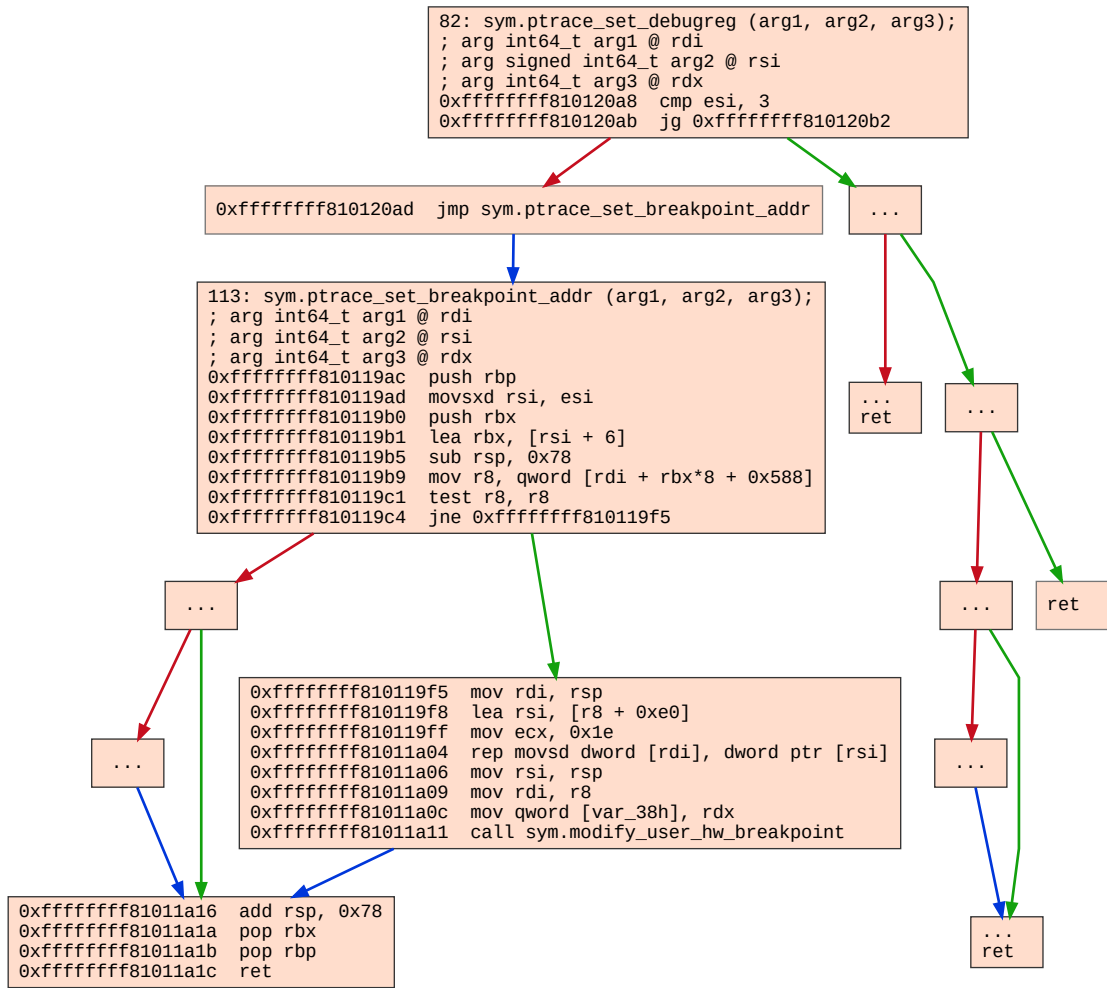 82: sym.ptrace_set_debugreg (arg1, arg2, arg3);
; arg int64_t arg1 @ rdi
; arg signed int64_t arg2 @ rsi
; arg int64_t arg3 @ rdx
0xffffffff810120a8  cmp esi, 3
0xffffffff810120ab  jg 0xffffffff810120b2
0xffffffff810120ad  jmp sym.ptrace_set_breakpoint_addr
...
113: sym.ptrace_set_breakpoint_addr (arg1, arg2, arg3);
; arg int64_t arg1 @ rdi
; arg int64_t arg2 @ rsi
; arg int64_t arg3 @ rdx
0xffffffff810119ac  push rbp
0xffffffff810119ad  movsxd rsi, esi
0xffffffff810119b0  push rbx
0xffffffff810119b1  lea rbx, [rsi + 6]
0xffffffff810119b5  sub rsp, 0x78
0xffffffff810119b9  mov r8, qword [rdi + rbx*8 + 0x588]
0xffffffff810119c1  test r8, r8
0xffffffff810119c4  jne 0xffffffff810119f5
...
ret
...
...
...
ret
0xffffffff810119f5  mov rdi, rsp
0xffffffff810119f8  lea rsi, [r8 + 0xe0]
0xffffffff810119ff  mov ecx, 0x1e
0xffffffff81011a04  rep movsd dword [rdi], dword ptr [rsi]
0xffffffff81011a06  mov rsi, rsp
0xffffffff81011a09  mov rdi, r8
0xffffffff81011a0c  mov qword [var_38h], rdx
0xffffffff81011a11  call sym.modify_user_hw_breakpoint
...
...
0xffffffff81011a16  add rsp, 0x78
0xffffffff81011a1a  pop rbx
0xffffffff81011a1b  pop rbp
0xffffffff81011a1c  ret
...
ret